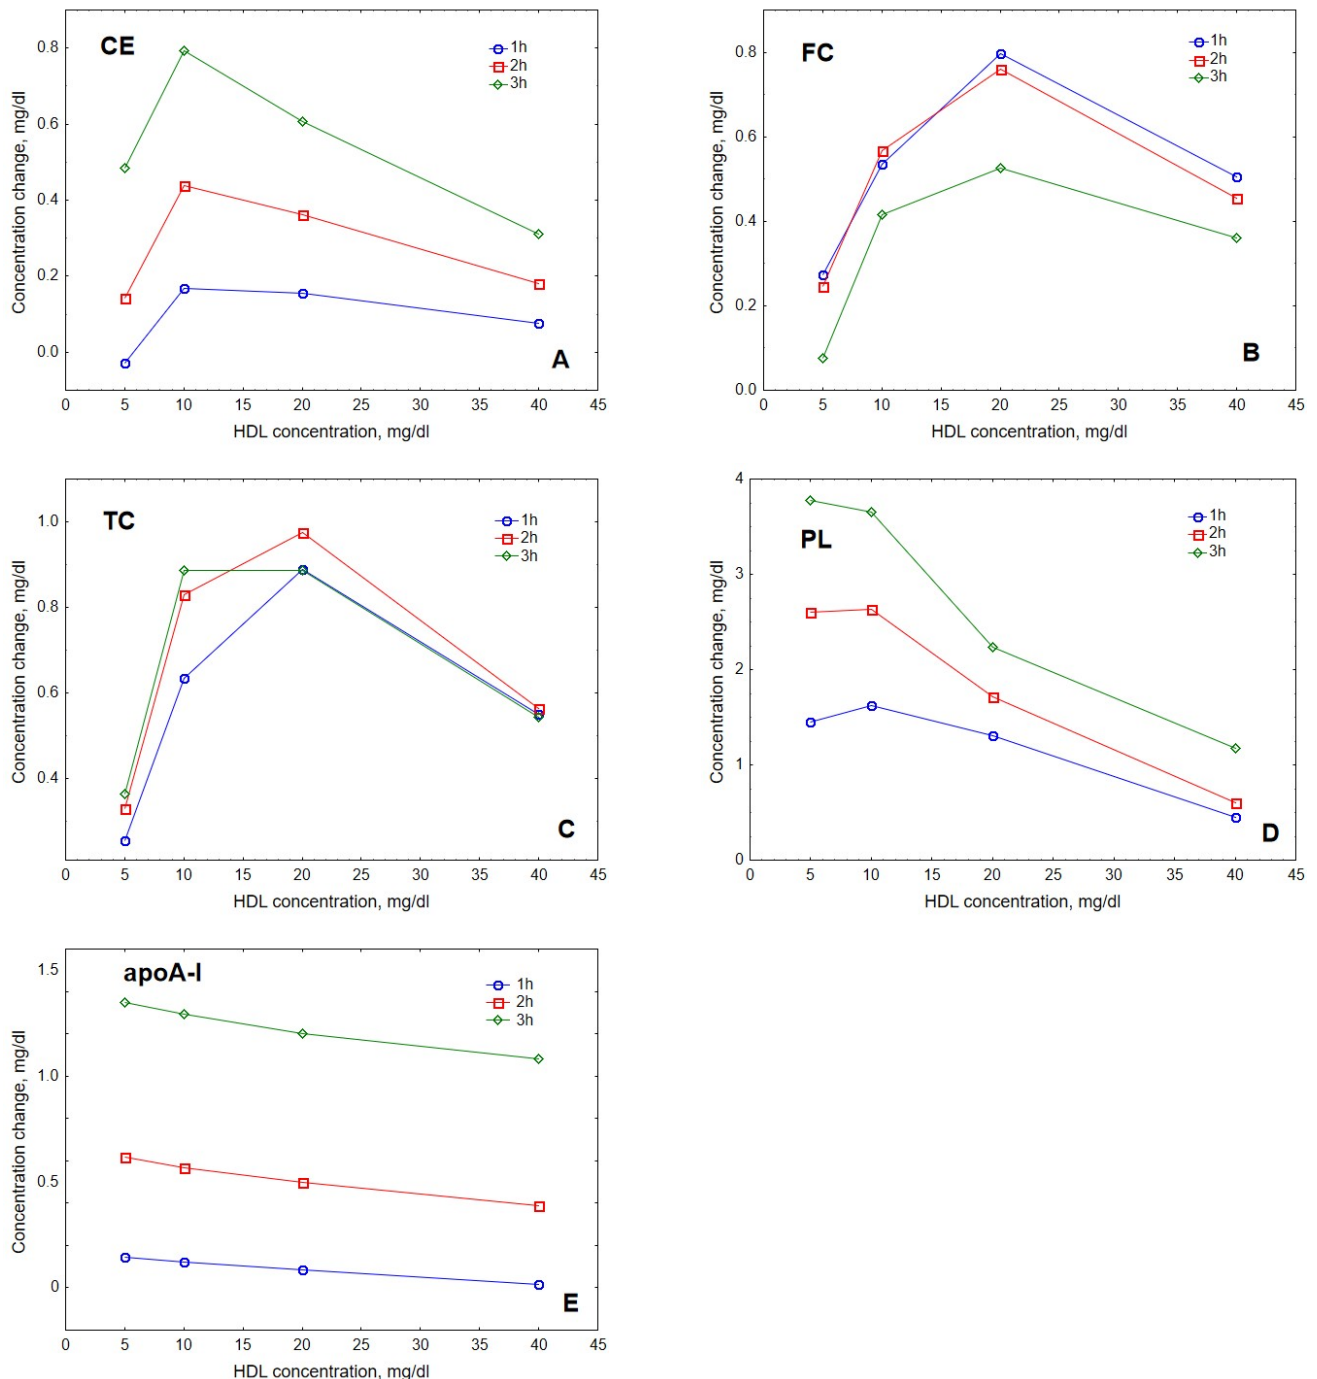 CE
1h
2h
3h
0.8
0.6
0.4
0.2
0.0
Concentration change, mg/dl
A
0 5 10 15 20 25 30 35 40 45
HDL concentration, mg/dl
FC
1h
2h
3h
0.8
0.6
0.4
0.2
0.0
Concentration change, mg/dl
B
0 5 10 15 20 25 30 35 40 45
HDL concentration, mg/dl
TC
1h
2h
3h
1.0
0.8
0.6
0.4
Concentration change, mg/dl
C
0 5 10 15 20 25 30 35 40 45
HDL concentration, mg/dl
PL
1h
2h
3h
4
3
2
1
0
Concentration change, mg/dl
D
0 5 10 15 20 25 30 35 40 45
HDL concentration, mg/dl
apoA-I
1h
2h
3h
1.5
1.0
0.5
0
Concentration change, mg/dl
E
0 5 10 15 20 25 30 35 40 45
HDL concentration, mg/dl